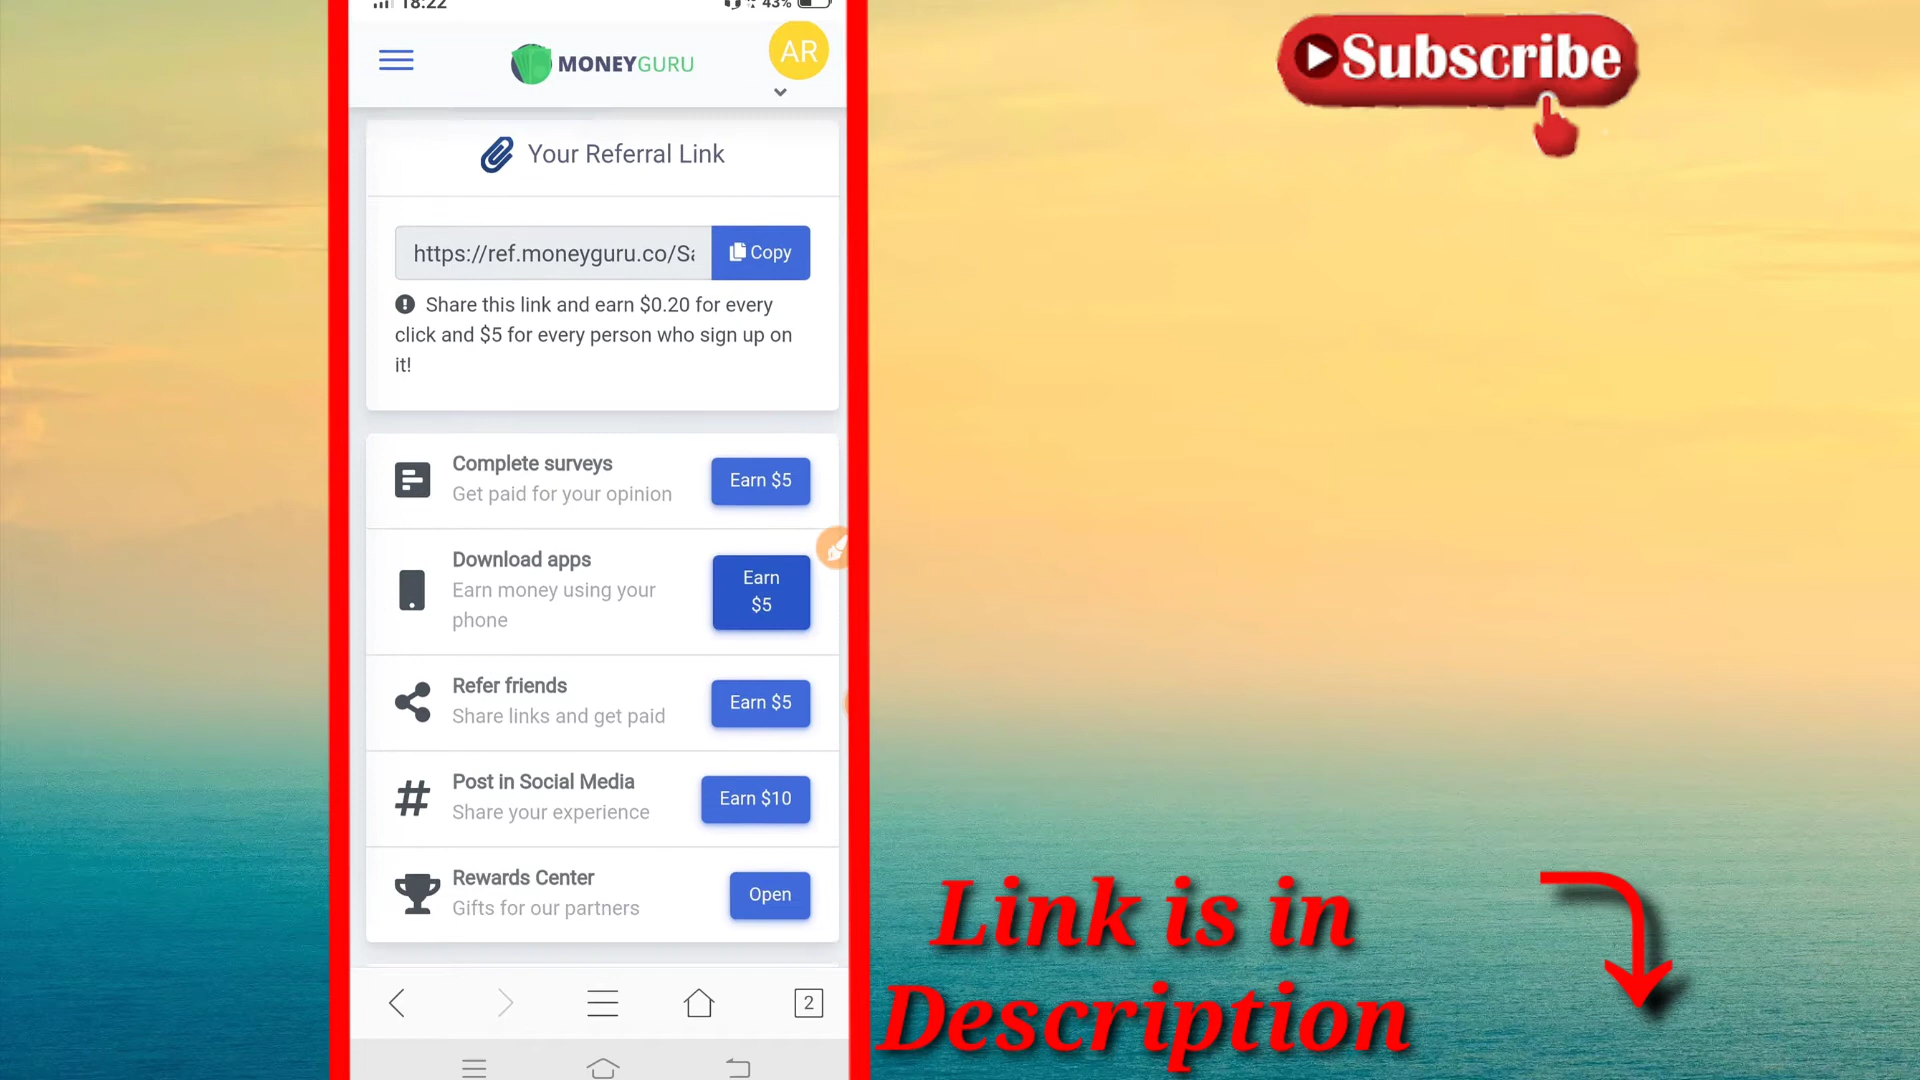 18:22
43%
MONEYGURU
AR
Your Referral Link
https://ref.moneyguru.co/Sa
Copy
Share this link and earn $0.20 for every
click and $5 for every person who sign up on
it!
Complete surveys
Get paid for your opinion
Earn $5
Download apps
Earn money using your
phone
Earn
$5
Refer friends
Share links and get paid
Earn $5
Post in Social Media
Share your experience
Earn $10
Rewards Center
Gifts for our partners
Open
2
Subscribe
Link is in
Description